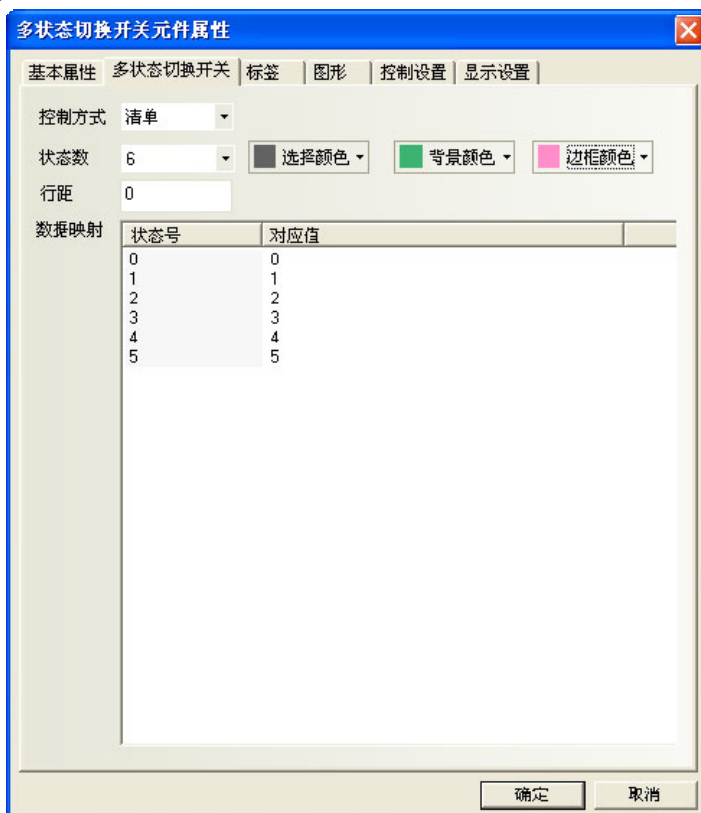 多状态切换开关元件属性
基本属性 多状态切换开关 标签 图形 控制设置 显示设置
控制方式 清单
状态数 6 选择颜色 背景颜色 边框颜色
行距 0
数据映射 状态号 对应值
0 0
1 1
2 2
3 3
4 4
5 5
确定 取消